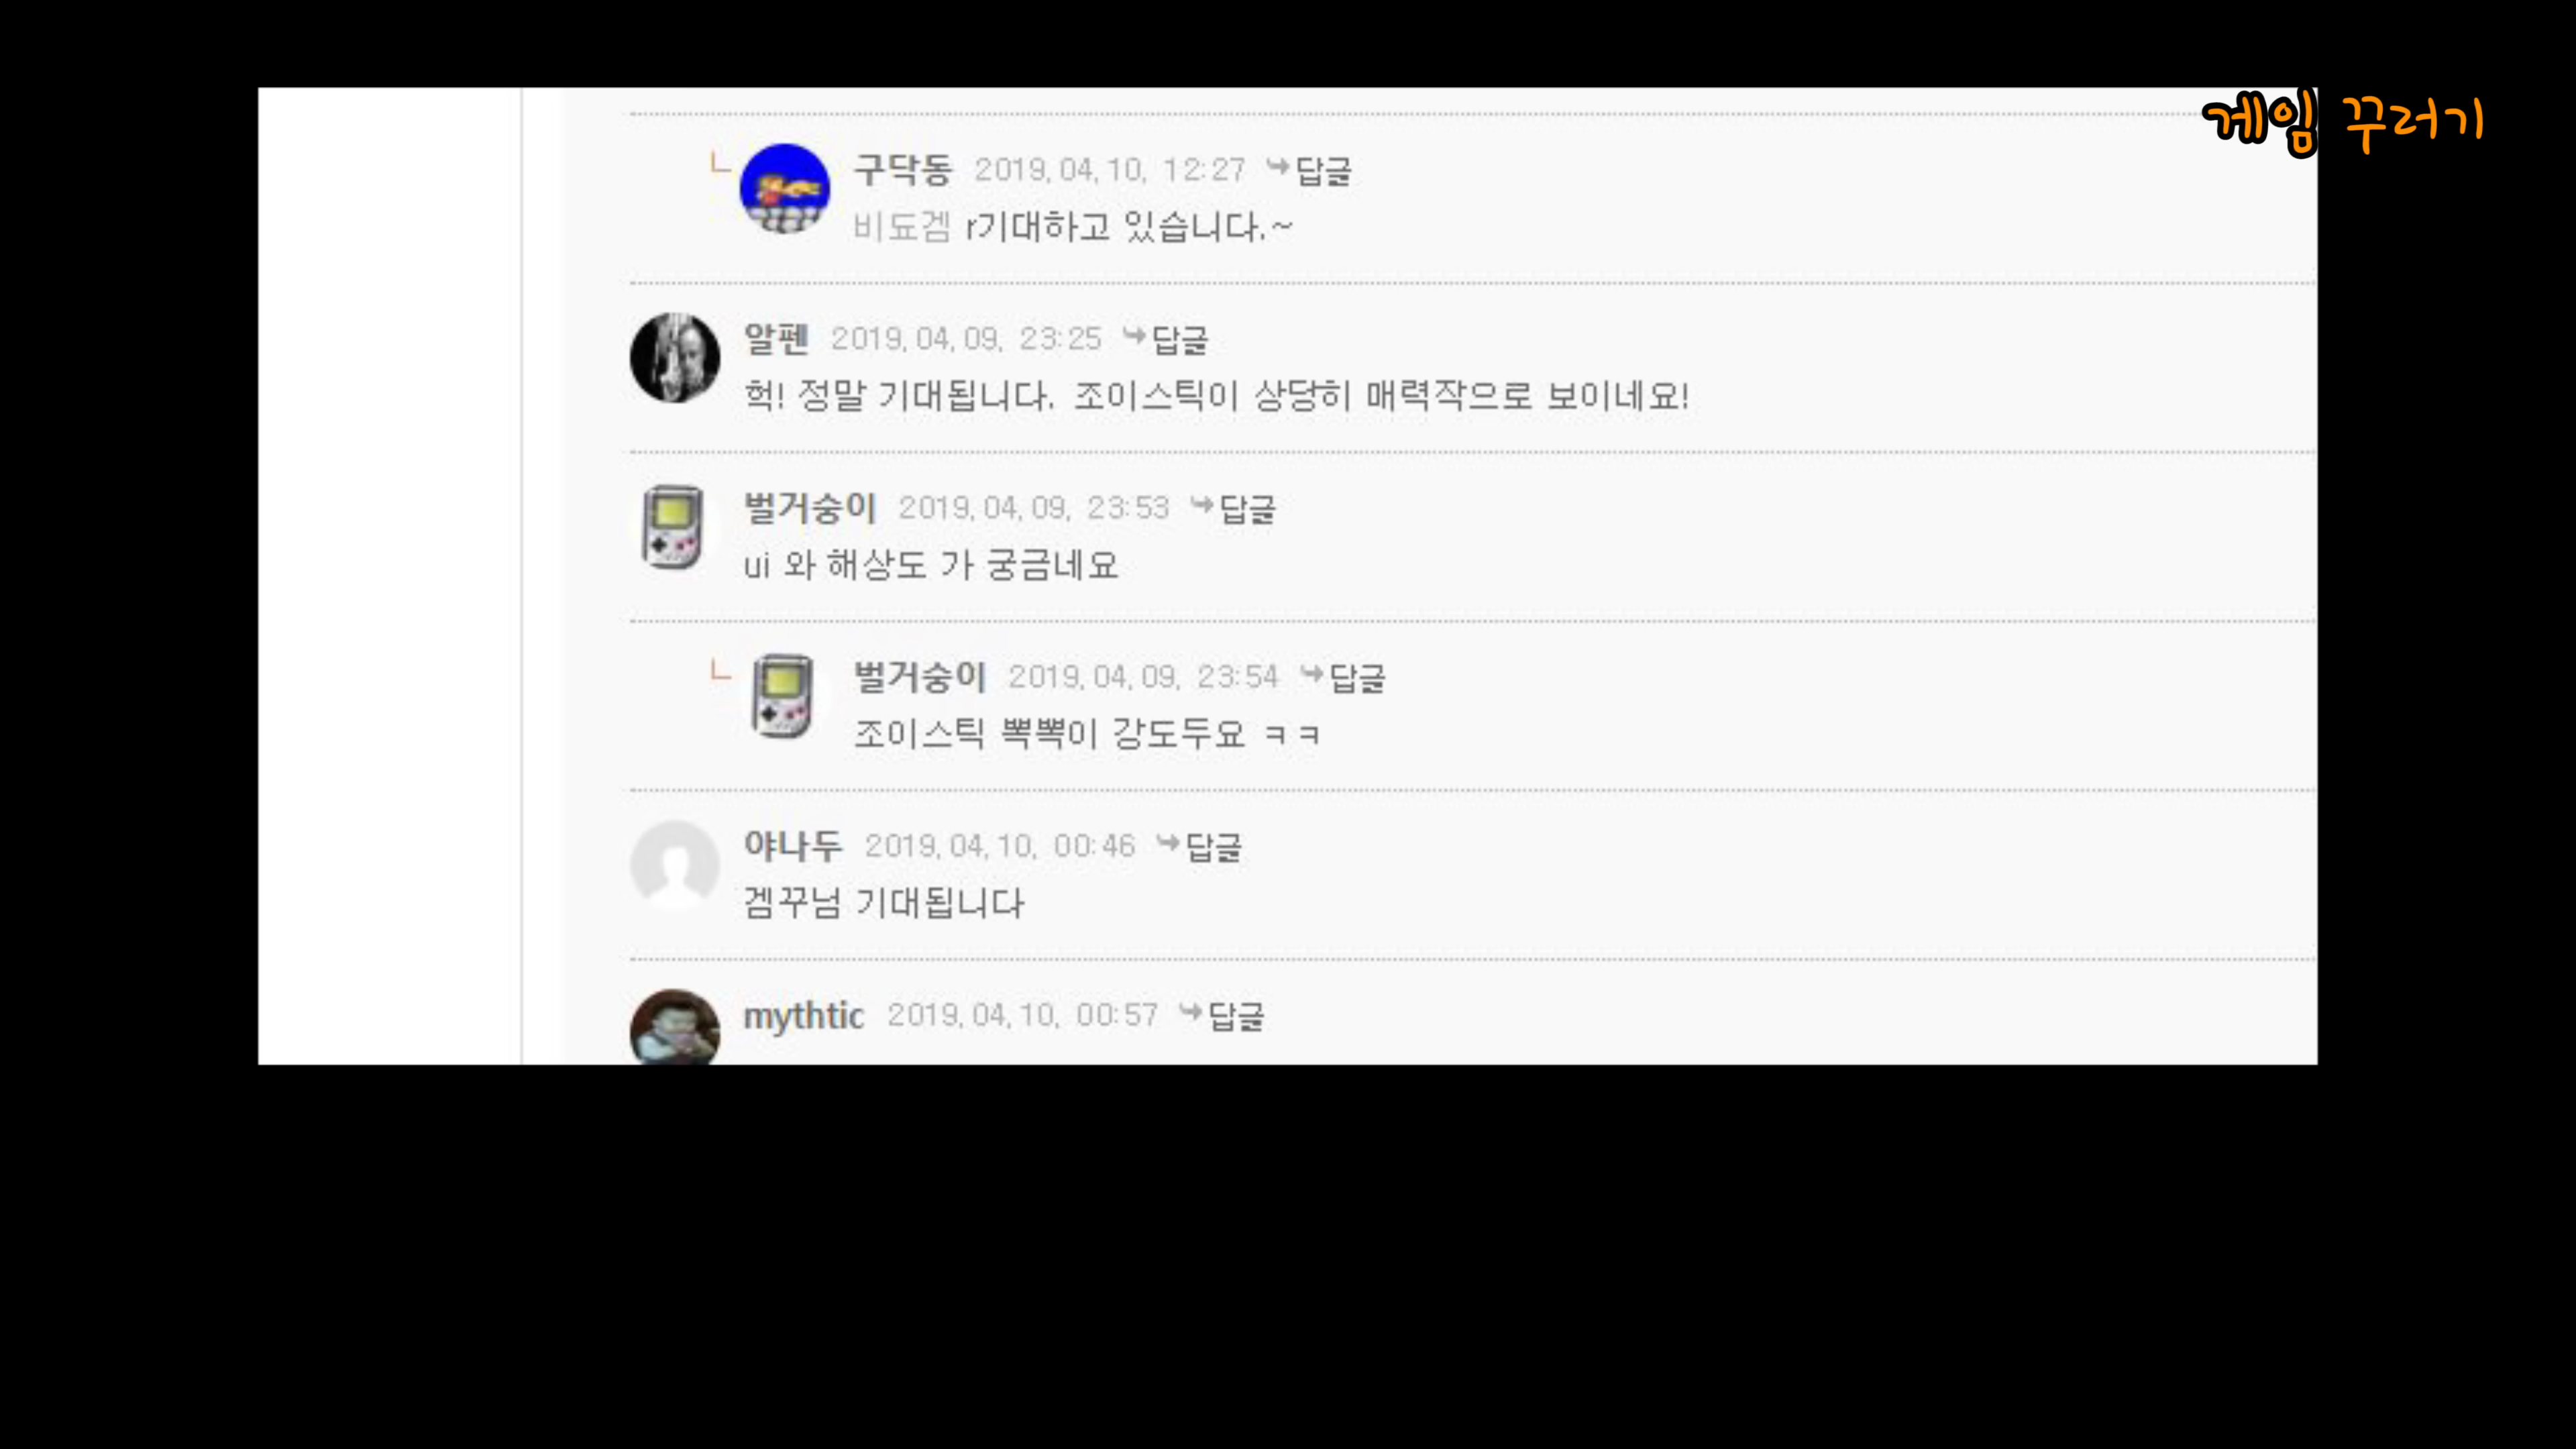 게임 꾸러기
구닥동 2019.04.10. 12:27 답글
비됴겜 r기대하고 있습니다.~
알펜 2019.04.09. 23:25 답글
헉! 정말 기대됩니다. 조이스틱이 상당히 매력작으로 보이네요!
벌거숭이 2019.04.09. 23:53 답글
ui 와 해상도 가 궁금네요
벌거숭이 2019.04.09. 23:54 답글
조이스틱 뽁뽁이 강도두요 ㅋㅋ
야나두 2019.04.10. 00:46 답글
겜꾸넘 기대됩니다
mythtic 2019.04.10. 00:57 답글